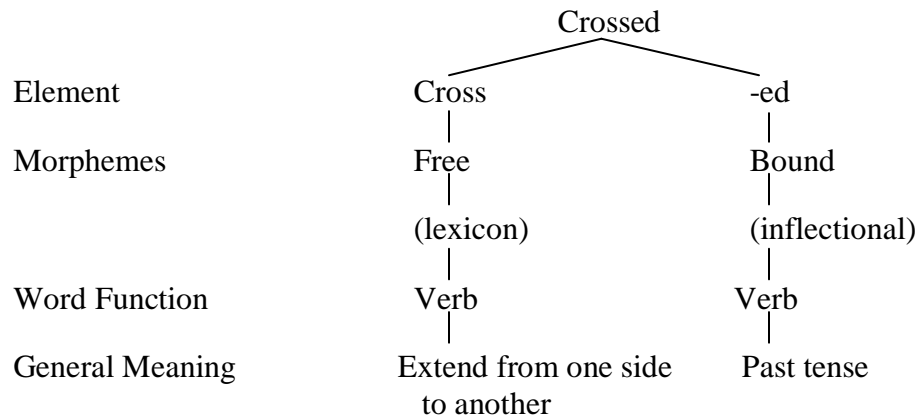 Crossed
Element Cross -ed
Morphemes Free Bound
(lexicon) (inflectional)
Word Function Verb Verb
General Meaning Extend from one side Past tense
to another